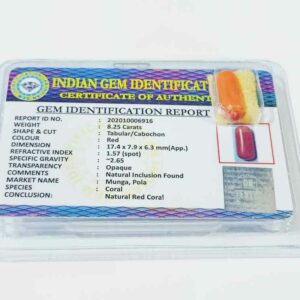 INDIAN GEM IDENTIFICAT
CERTIFICATE OF AUTHENT
GEM IDENTIFICATION REPORT
REPORT ID NO. : 202010006916
WEIGHT : 8.25 Carats
SHAPE & CUT : Tabular/Cabochon
COLOUR : Red
DIMENSION : 17.4 x 7.9 x 6.3 mm(App.)
REFRACTIVE INDEX : 1.57 (spot)
SPECIFIC GRAVITY : ~2.65
TRANSPARENCY : Opaque
COMMENTS : Natural Inclusion Found
MARKET NAME : Munga, Pola
SPECIES : Coral
CONCLUSION: Natural Red Coral